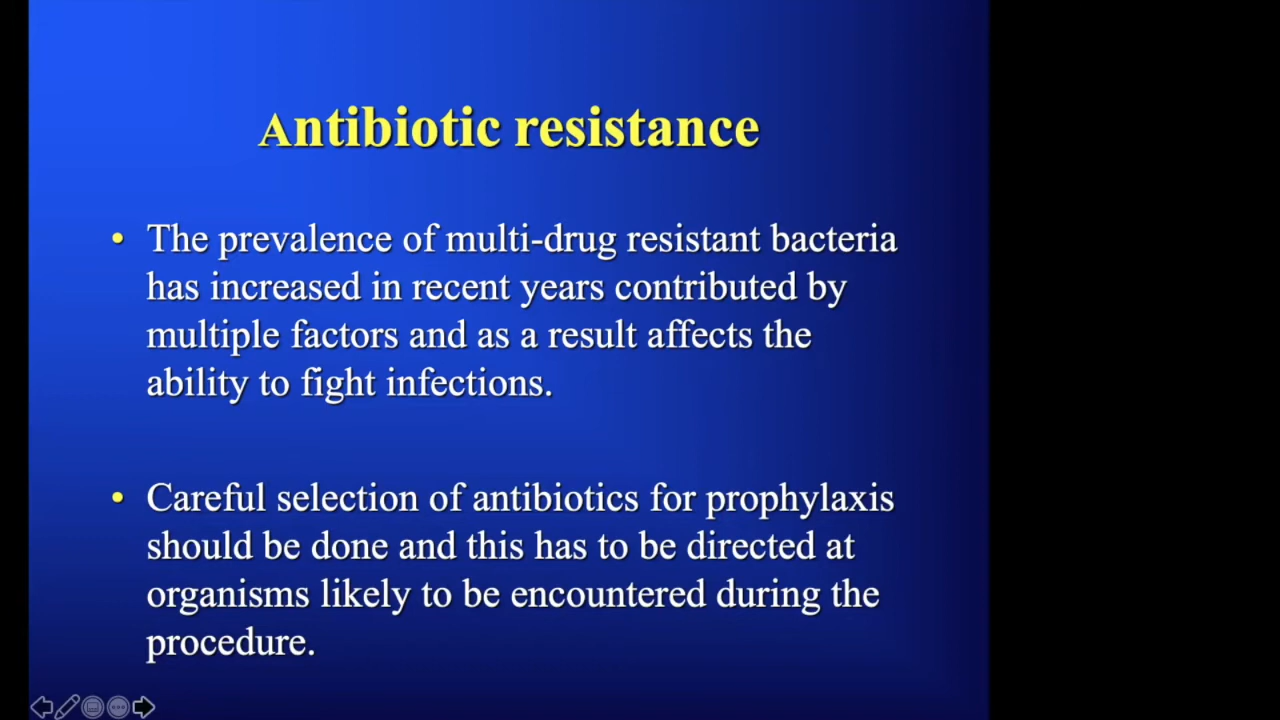 Antibiotic resistance
• The prevalence of multi-drug resistant bacteria
has increased in recent years contributed by
multiple factors and as a result affects the
ability to fight infections.
• Careful selection of antibiotics for prophylaxis
should be done and this has to be directed at
organisms likely to be encountered during the
procedure.